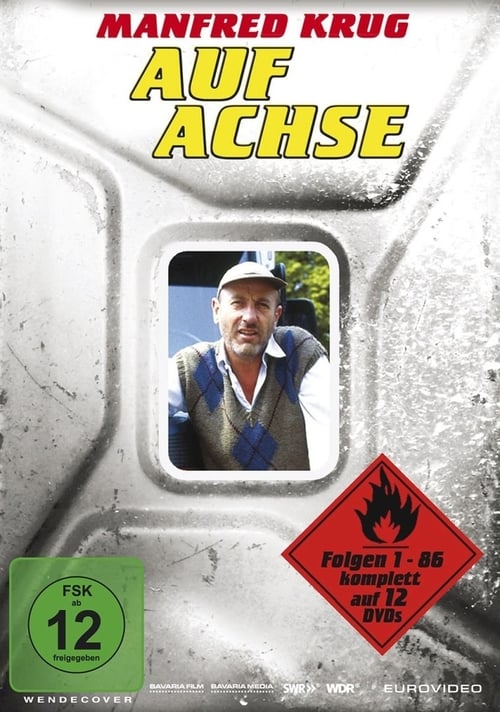 MANFRED KRUG
AUF
ACHSE
Folgen 1 - 86
komplett
auf 12
DVDs
FSK
ab
12
freigegeben
WENDECOVER
BAVARIA FILM
BAVARIA MEDIA
SWR»
WDR
EUROVIDEO